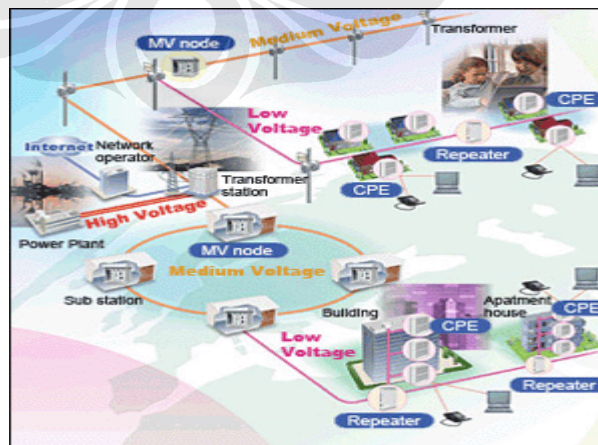 MV node
Medium Voltage
Transformer
Low
Voltage
CPE
Repeater
CPE
Internet
Network
operator
Transformer
station
High Voltage
Power Plant
MV node
Medium Voltage
Sub station
Low
Voltage
Building
CPE
Apatment
house
CPE
Repeater
Repeater